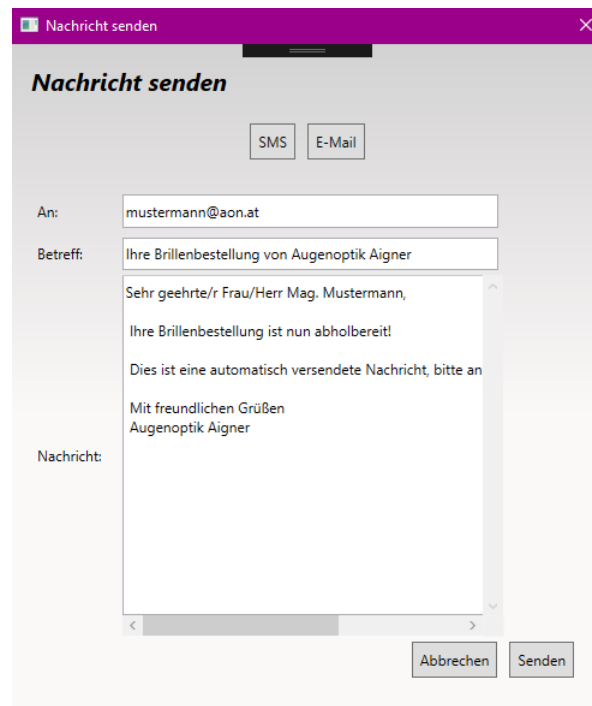 Nachricht senden
Nachricht senden
SMS E-Mail
An: mustermann@aon.at
Betreff: Ihre Brillenbestellung von Augenoptik Aigner
Nachricht:
Sehr geehrte/r Frau/Herr Mag. Mustermann,
Ihre Brillenbestellung ist nun abholbereit!
Dies ist eine automatisch versendete Nachricht, bitte an
Mit freundlichen Grüßen
Augenoptik Aigner
Abbrechen Senden